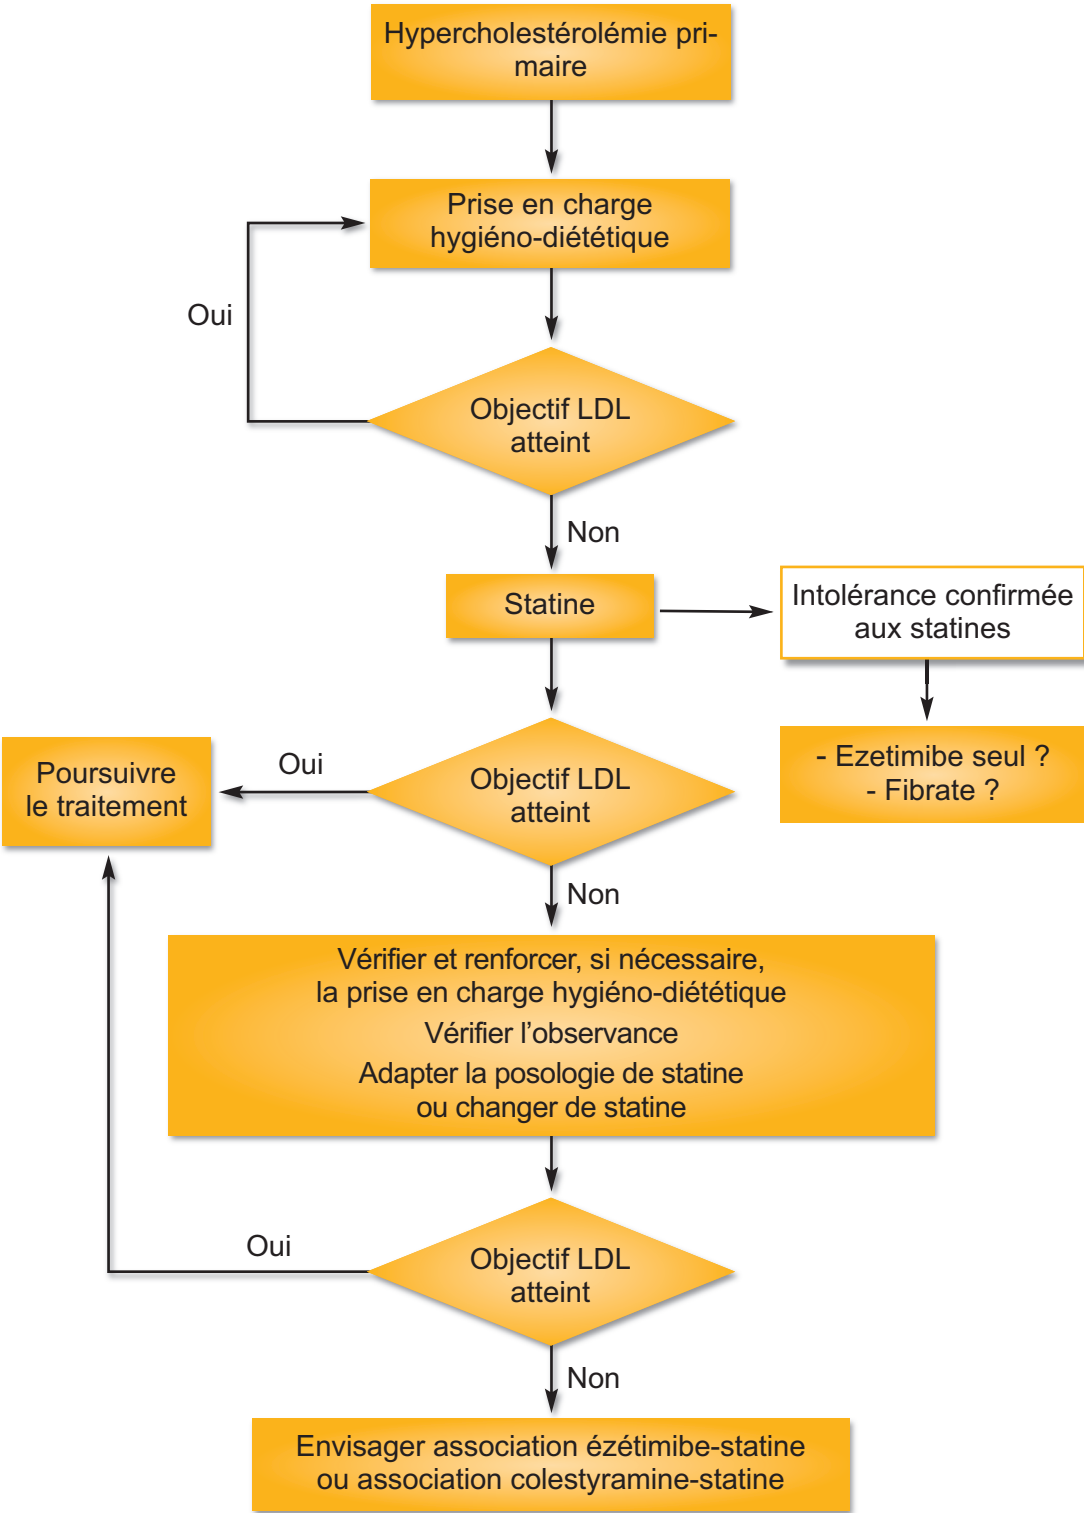 Hypercholestérolémie pri-
maire
Prise en charge
hygiéno-diététique
Oui
Objectif LDL
atteint
Non
Statine
Intolérance confirmée
aux statines
- Ezetimibe seul ?
- Fibrate ?
Poursuivre
le traitement
Oui
Objectif LDL
atteint
Non
Vérifier et renforcer, si nécessaire,
la prise en charge hygiéno-diététique
Vérifier l'observance
Adapter la posologie de statine
ou changer de statine
Oui
Objectif LDL
atteint
Non
Envisager association ézétimibe-statine
ou association colestyramine-statine